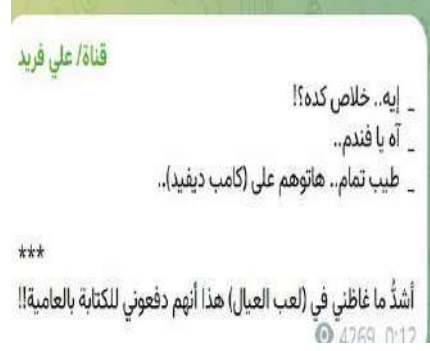 قناة/ علي فريد
_ إيه.. خلاص كده؟!
_ آه يا فندم..
_ طيب تمام.. هاتوهم على (كامب ديفيد)..
***
أشدُّ ما غاظني في (لعب العيال) هذا أنهم دفعوني للكتابة بالعامية!!
4269 0:12